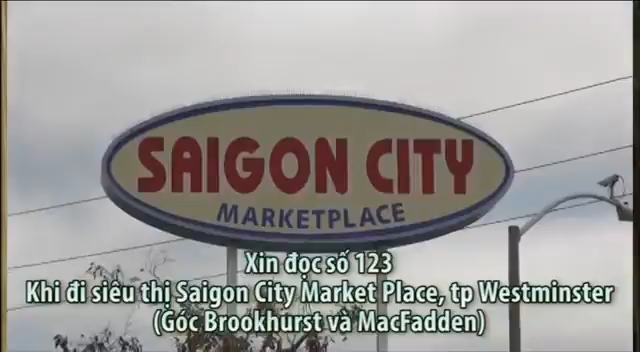 SAIGON CITY
MARKETPLACE
Xin đọc số 123
Khi đi siêu thị Saigon City Market Place, tp Westminster
(Góc Brookhurst và MacFadden)